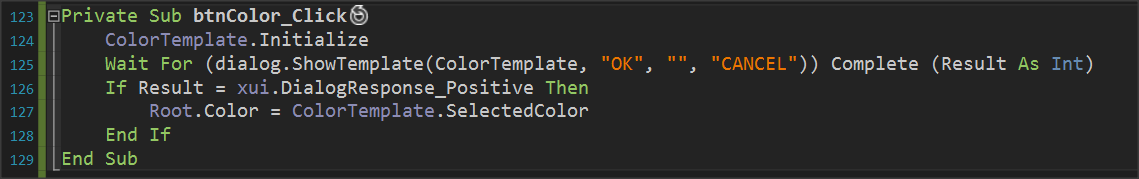 123 Private Sub btnColor_Click
124 ColorTemplate.Initialize
125 Wait For (dialog.ShowTemplate(ColorTemplate, "OK", "", "CANCEL")) Complete (Result As Int)
126 If Result = xui.DialogResponse_Positive Then
127 Root.Color = ColorTemplate.SelectedColor
128 End If
129 End Sub